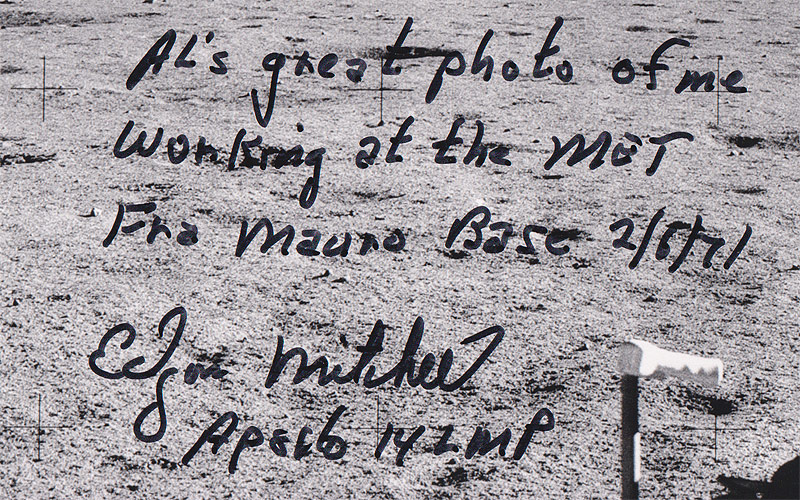 AL's great photo of me
Working at the MET
Fra Mauro Base 2/6/71
Edgar Mitchell
Apollo 14 LMP